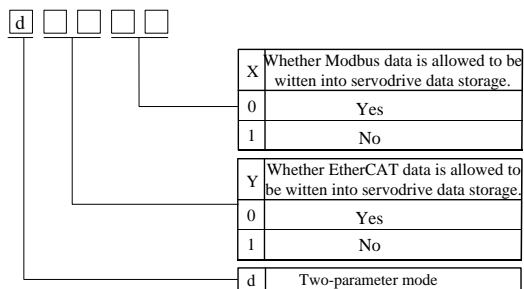 d
X Whether Modbus data is allowed to be
witten into servodrive data storage.
0 Yes
1 No
Y Whether EtherCAT data is allowed to
be witten into servodrive data storage.
0 Yes
1 No
d Two-parameter mode